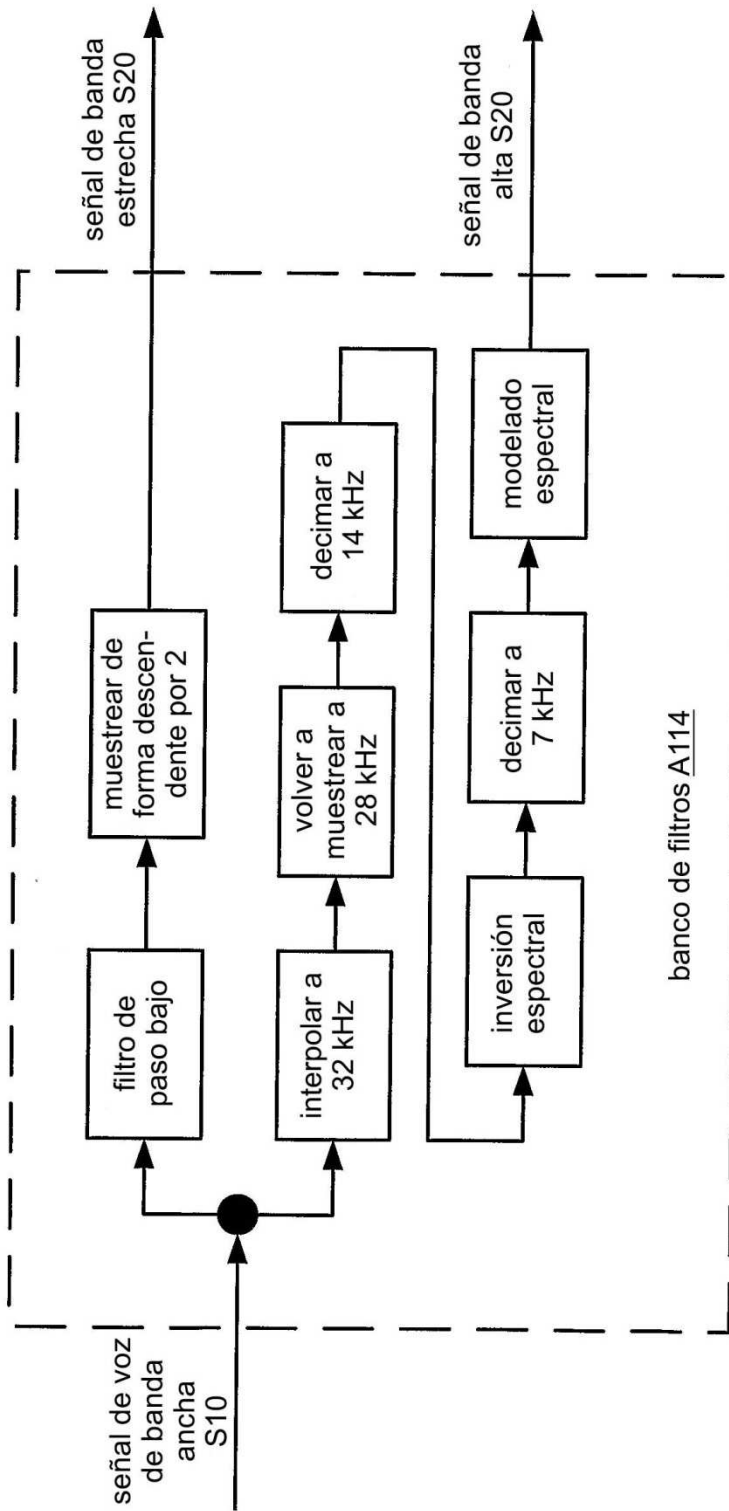 señal de voz
de banda
ancha
S10
filtro de
paso bajo
muestrear de
forma descen-
dente por 2
señal de banda
estrecha S20
interpolar a
32 kHz
volver a
muestrear a
28 kHz
decimar a
14 kHz
inversión
espectral
decimar a
7 kHz
modelado
espectral
señal de banda
alta S20
banco de filtros A114